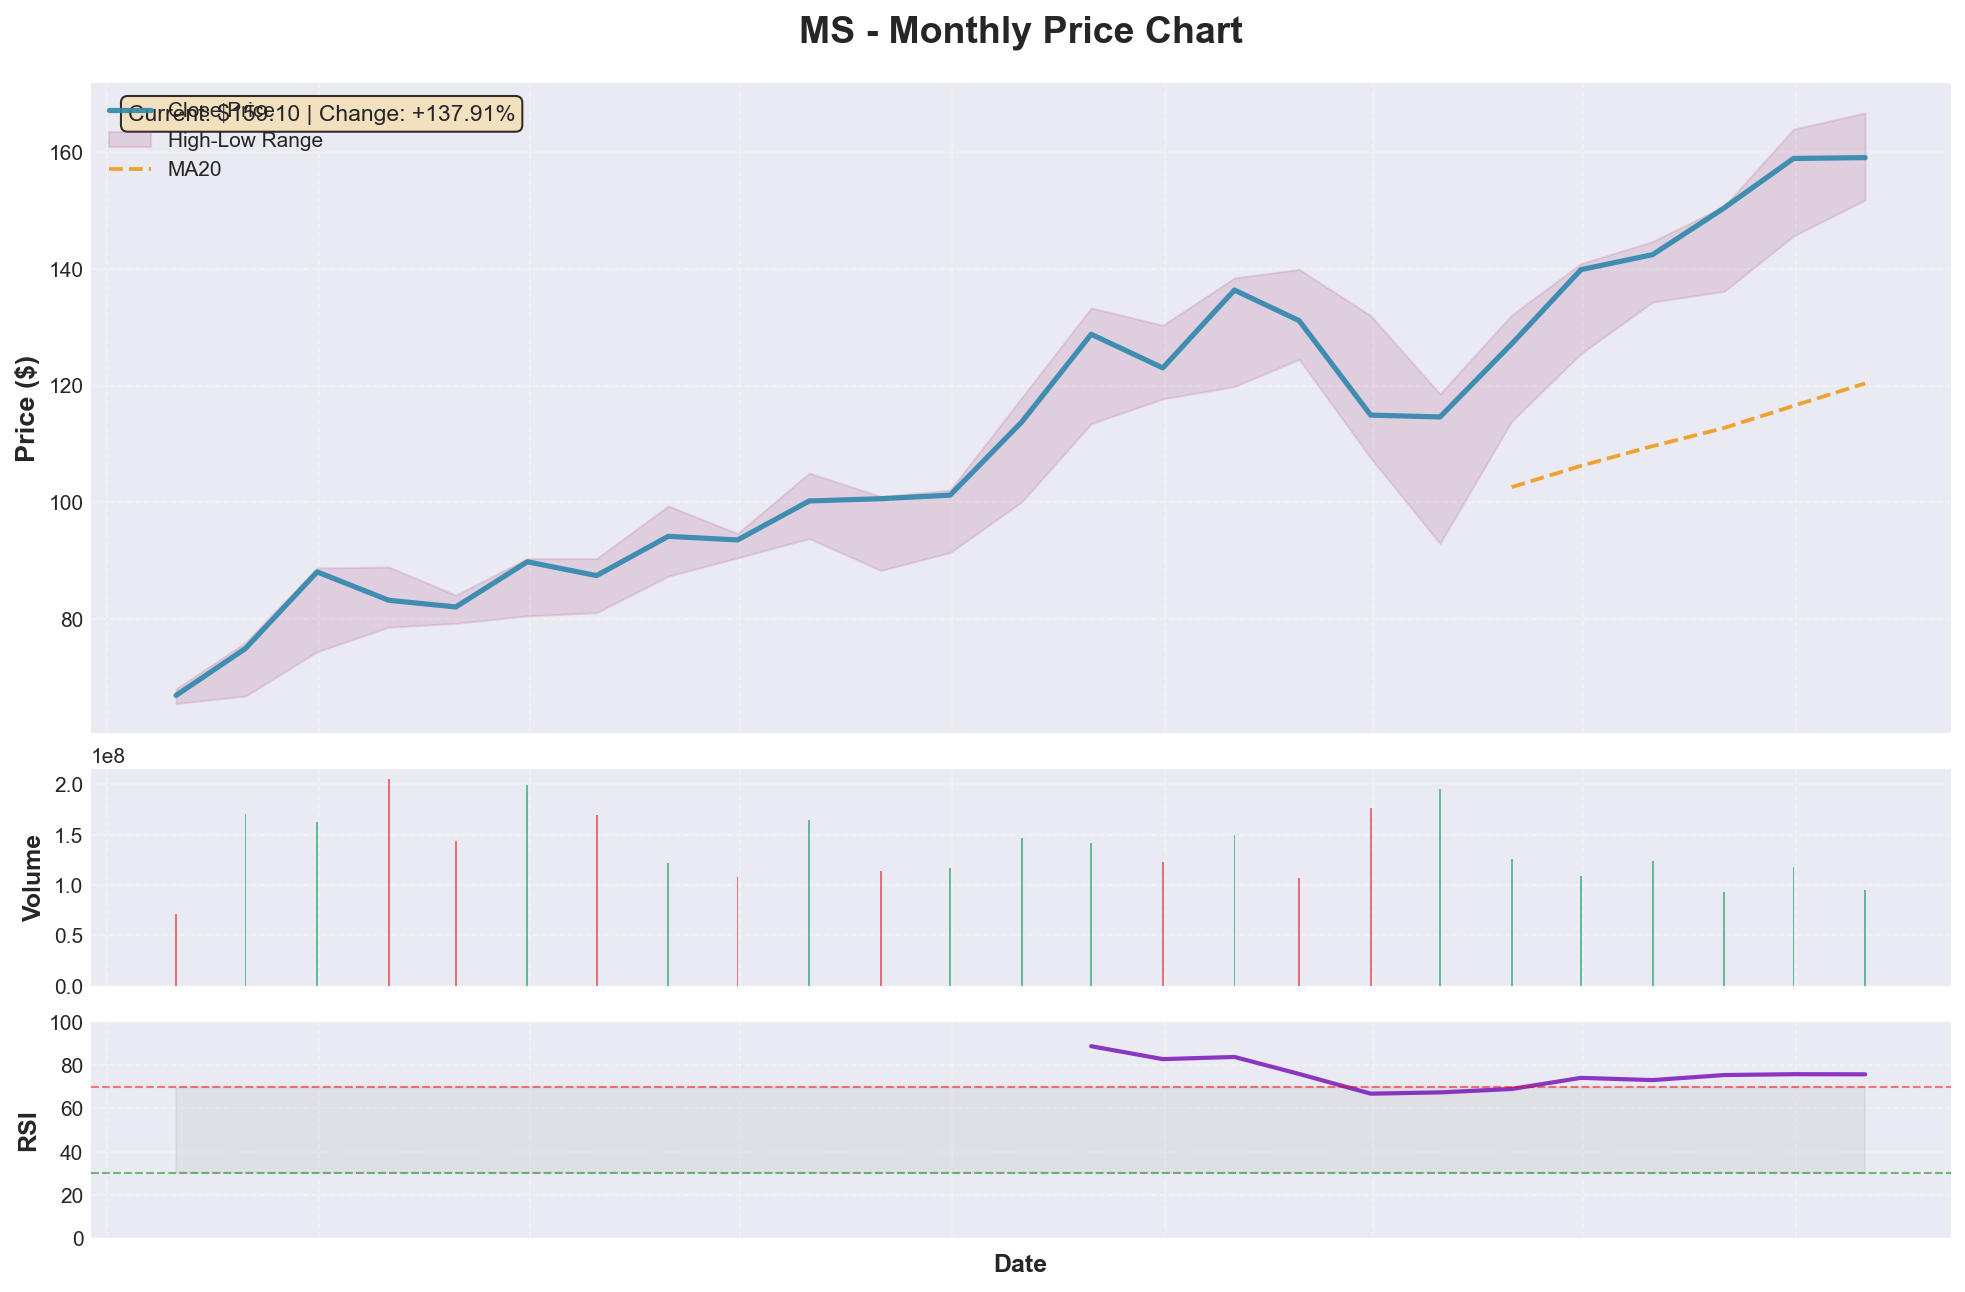 MS - Monthly Price Chart
Current: $159.10 | Change: +137.91%
Close Price
High-Low Range
MA20
Price ($)
160
140
120
100
80
1e8
Volume
2.0
1.5
1.0
0.5
0.0
RSI
100
80
60
40
20
0
Date